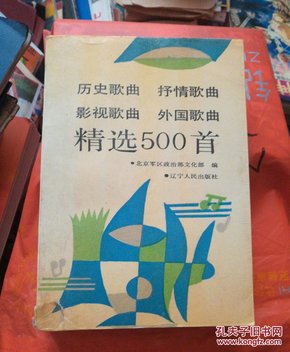 历史歌曲 抒情歌曲
影视歌曲 外国歌曲
精选500首
•北京军区政治部文化部 编
•辽宁人民出版社
孔夫子旧书网